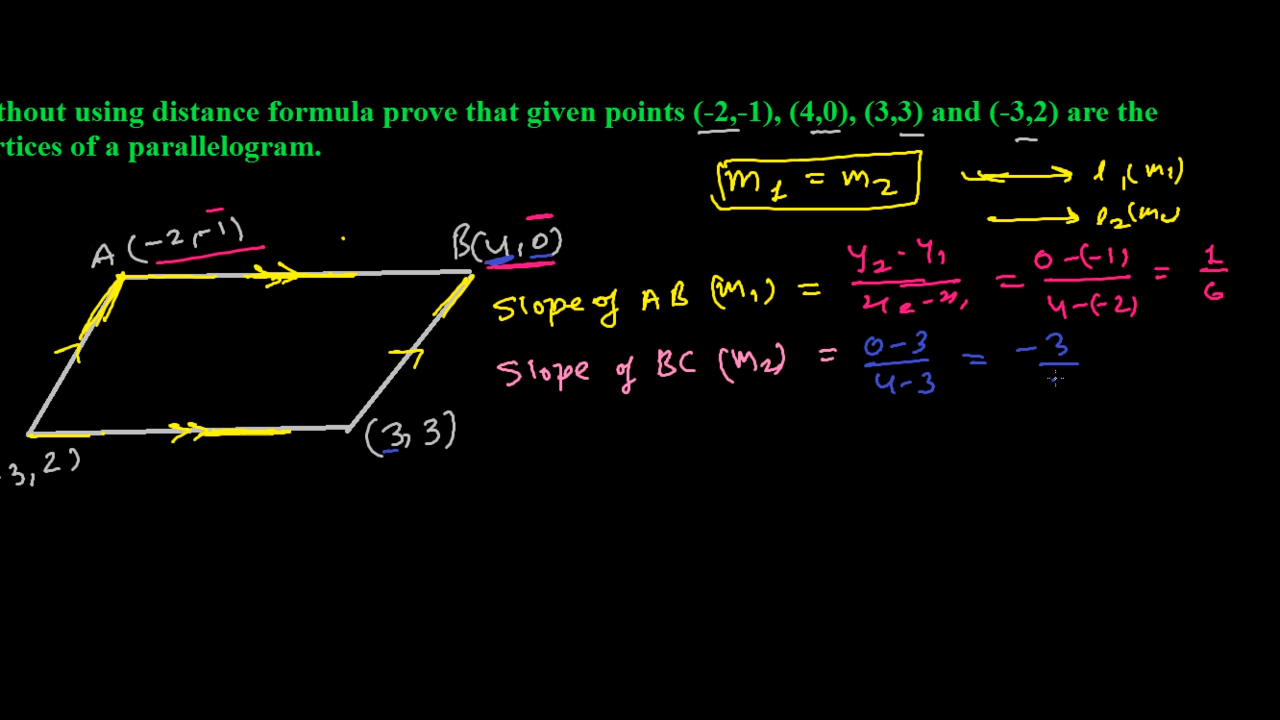 thout using distance formula prove that given points (-2,-1), (4,0), (3,3) and (-3,2) are the
rtices of a parallelogram.
m1 = m2
l1(m1)
l2(m2
A (-2,-1)
B(4,0)
Slope of AB (m1) = y2-y1/x2-x1 = 0-(-1)/4-(-2) = 1/6
Slope of BC (m2) = 0-3/4-3 = -3/
(3,3)
3,2)